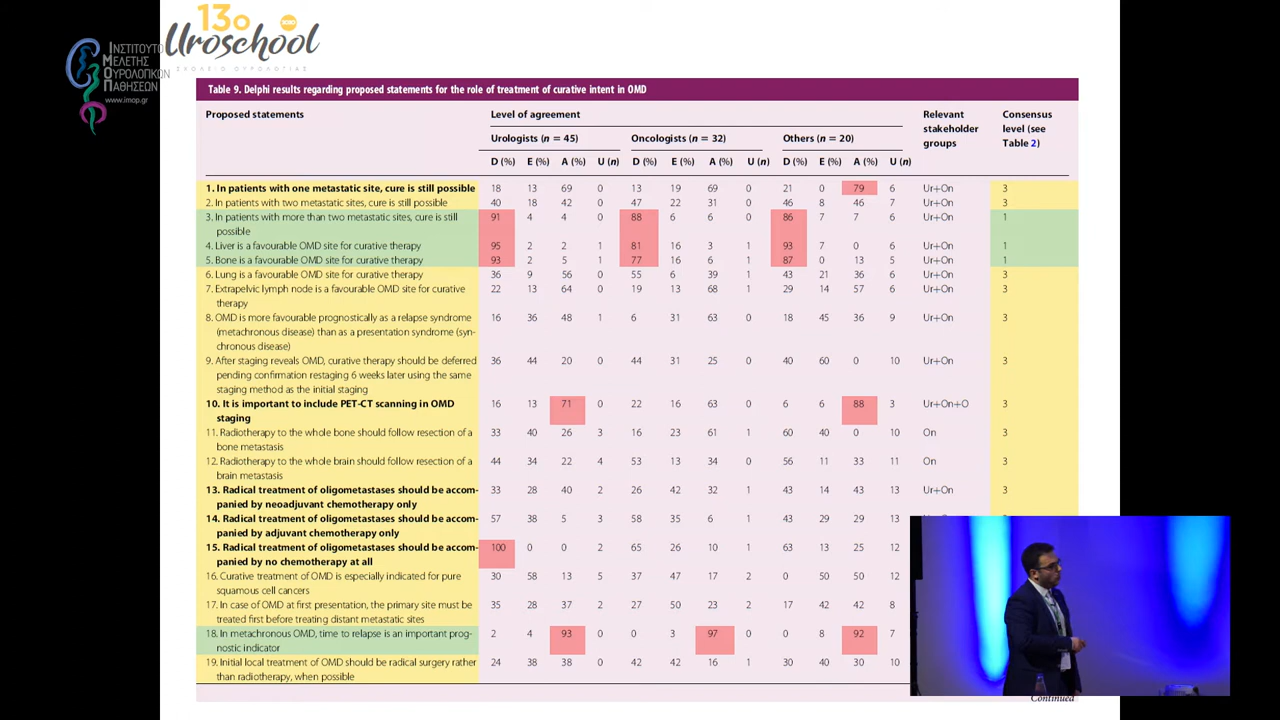 13ο
Uroschool
ΣΧΟΛΕΙΟ ΟΥΡΟΛΟΓΙΑΣ
ΙΝΣΤΙΤΟΥΤΟ
ΜΕΛΕΤΗΣ
ΟΥΡΟΛΟΓΙΚΩΝ
ΠΑΘΗΣΕΩΝ
www.imop.gr
Table 9. Delphi results regarding proposed statements for the role of treatment of curative intent in OMD
Proposed statements Level of agreement Relevant stakeholder groups Consensus level (see Table 2)
Urologists (n = 45) Oncologists (n = 32) Others (n = 20)
D (%) E (%) A (%) U (n) D (%) E (%) A (%) U (n) D (%) E (%) A (%) U (n)
1. In patients with one metastatic site, cure is still possible 18 13 69 0 13 19 69 0 21 0 79 6 Ur+On 3
2. In patients with two metastatic sites, cure is still possible 40 18 42 0 47 22 31 0 46 8 46 7 Ur+On 3
3. In patients with more than two metastatic sites, cure is still 91 4 4 0 88 6 6 0 86 7 7 6 Ur+On 1
possible
4. Liver is a favourable OMD site for curative therapy 95 2 2 1 81 16 3 1 93 7 0 6 Ur+On 1
5. Bone is a favourable OMD site for curative therapy 93 2 5 1 77 16 6 1 87 0 13 5 Ur+On 1
6. Lung is a favourable OMD site for curative therapy 36 9 56 0 55 6 39 1 43 21 36 6 Ur+On 3
7. Extrapelvic lymph node is a favourable OMD site for curative 22 13 64 0 19 13 68 1 29 14 57 6 Ur+On 3
therapy
8. OMD is more favourable prognostically as a relapse syndrome 16 36 48 1 6 31 63 0 18 45 36 9 Ur+On 3
(metachronous disease) than as a presentation syndrome (syn-
chronous disease)
9. After staging reveals OMD, curative therapy should be deferred 36 44 20 0 44 31 25 0 40 60 0 10 Ur+On 3
pending confirmation restaging 6 weeks later using the same
staging method as the initial staging
10. It is important to include PET-CT scanning in OMD 16 13 71 0 22 16 63 0 6 6 88 3 Ur+On+O 3
staging
11. Radiotherapy to the whole bone should follow resection of a 33 40 26 3 16 23 61 1 60 40 0 10 On 3
bone metastasis
12. Radiotherapy to the whole brain should follow resection of a 44 34 22 4 53 13 34 0 56 11 33 11 On 3
brain metastasis
13. Radical treatment of oligometastases should be accom- 33 28 40 2 26 42 32 1 43 14 43 13 Ur+On 3
panied by neoadjuvant chemotherapy only
14. Radical treatment of oligometastases should be accom- 57 38 5 3 58 35 6 1 43 29 29 13
panied by adjuvant chemotherapy only
15. Radical treatment of oligometastases should be accom- 100 0 0 2 65 26 10 1 63 13 25 12
panied by no chemotherapy at all
16. Curative treatment of OMD is especially indicated for pure 30 58 13 5 37 47 17 2 0 50 50 12
squamous cell cancers
17. In case of OMD at first presentation, the primary site must be 35 28 37 2 27 50 23 2 17 42 42 8
treated first before treating distant metastatic sites
18. In metachronous OMD, time to relapse is an important prog- 2 4 93 0 0 3 97 0 0 8 92 7
nostic indicator
19. Initial local treatment of OMD should be radical surgery rather 24 38 38 0 42 42 16 1 30 40 30 10
than radiotherapy, when possible
Continued